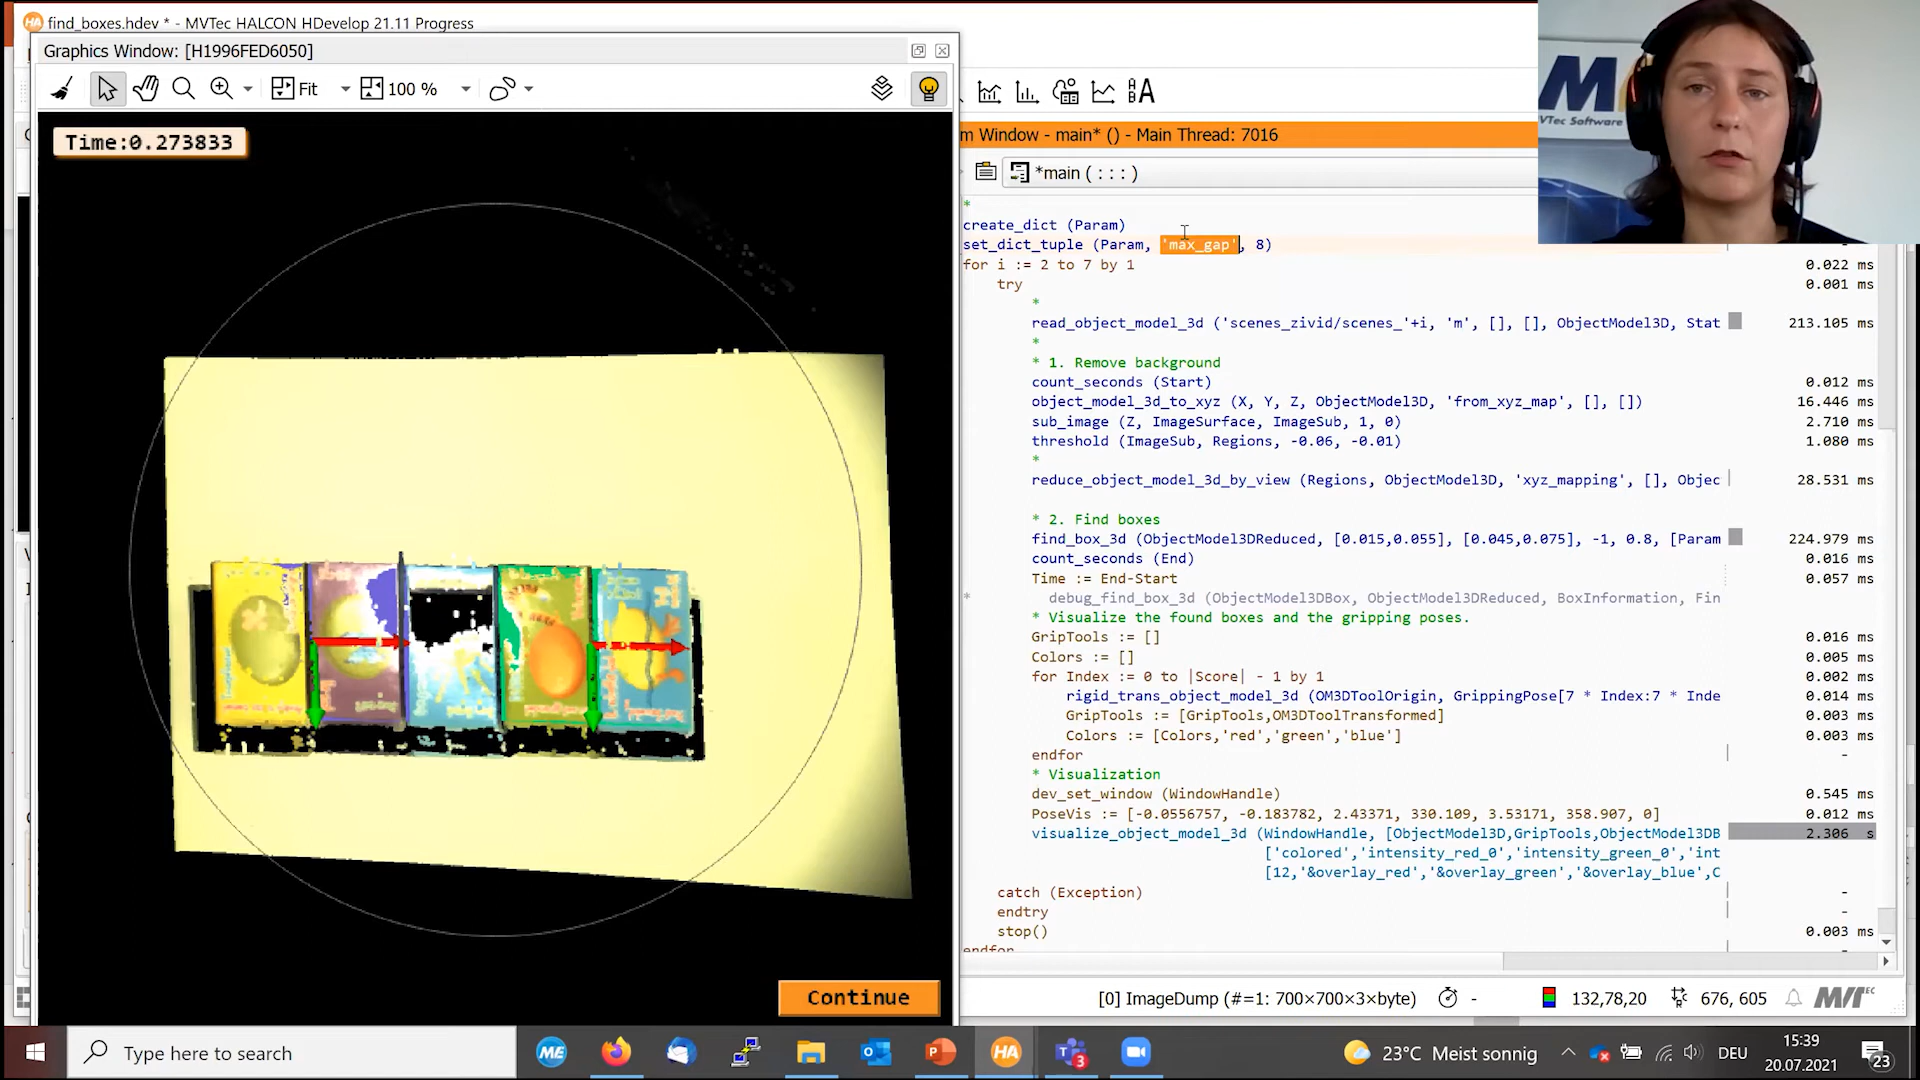 find_boxes.hdev * - MVTec HALCON HDevelop 21.11 Progress
Graphics Window: [H1996FED6050]
Fit
100 %
Time:0.273833
Continue
m Window - main* () - Main Thread: 7016
*main ( : : : )
*
create_dict (Param)
set_dict_tuple (Param, 'max_gap', 8)
-
for i := 2 to 7 by 1
0.022 ms
try
0.001 ms
*
read_object_model_3d ('scenes_zivid/scenes_'+i, 'm', [], [], ObjectModel3D, Stat
213.105 ms
*
* 1. Remove background
count_seconds (Start)
0.012 ms
object_model_3d_to_xyz (X, Y, Z, ObjectModel3D, 'from_xyz_map', [], [])
16.446 ms
sub_image (Z, ImageSurface, ImageSub, 1, 0)
2.710 ms
threshold (ImageSub, Regions, -0.06, -0.01)
1.080 ms
*
reduce_object_model_3d_by_view (Regions, ObjectModel3D, 'xyz_mapping', [], Objec
28.531 ms
* 2. Find boxes
find_box_3d (ObjectModel3DReduced, [0.015,0.055], [0.045,0.075], -1, 0.8, [Param
224.979 ms
count_seconds (End)
0.016 ms
Time := End-Start
0.057 ms
* debug_find_box_3d (ObjectModel3DBox, ObjectModel3DReduced, BoxInformation, Fin
* Visualize the found boxes and the gripping poses.
GripTools := []
0.016 ms
Colors := []
0.005 ms
for Index := 0 to |Score| - 1 by 1
0.002 ms
rigid_trans_object_model_3d (OM3DToolOrigin, GrippingPose[7 * Index:7 * Inde
0.014 ms
GripTools := [GripTools,OM3DToolTransformed]
0.003 ms
Colors := [Colors,'red','green','blue']
0.003 ms
endfor
-
* Visualization
dev_set_window (WindowHandle)
0.545 ms
PoseVis := [-0.0556757, -0.183782, 2.43371, 330.109, 3.53171, 358.907, 0]
0.012 ms
visualize_object_model_3d (WindowHandle, [ObjectModel3D,GripTools,ObjectModel3DB
2.306 s
['colored','intensity_red_0','intensity_green_0','int
[12,'&overlay_red','&overlay_green','&overlay_blue',C
catch (Exception)
-
endtry
-
stop()
0.003 ms
endfor
[0] ImageDump (#=1: 700×700×3×byte)
-
132,78,20
676, 605
MVTec Software
Type here to search
23°C Meist sonnig
DEU
15:39
20.07.2021
23